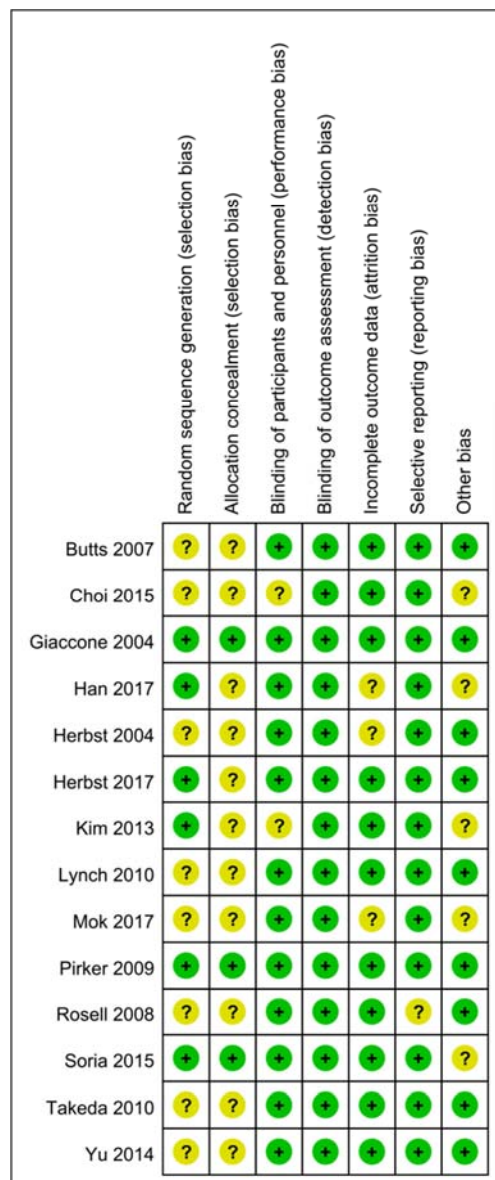 Random sequence generation (selection bias)
Allocation concealment (selection bias)
Blinding of participants and personnel (performance bias)
Blinding of outcome assessment (detection bias)
Incomplete outcome data (attrition bias)
Selective reporting (reporting bias)
Other bias
Butts 2007 ? ? + + + + +
Choi 2015 ? ? ? + + + ?
Giaccone 2004 + + + + + + +
Han 2017 + ? + + ? + ?
Herbst 2004 ? ? + + ? + +
Herbst 2017 + ? + + + + +
Kim 2013 + ? ? + + + ?
Lynch 2010 ? ? + + + + +
Mok 2017 ? ? + + ? + ?
Pirker 2009 + + + + + + +
Rosell 2008 ? ? + + + ? +
Soria 2015 + + + + + + ?
Takeda 2010 ? ? + + + + +
Yu 2014 ? ? + + + + +